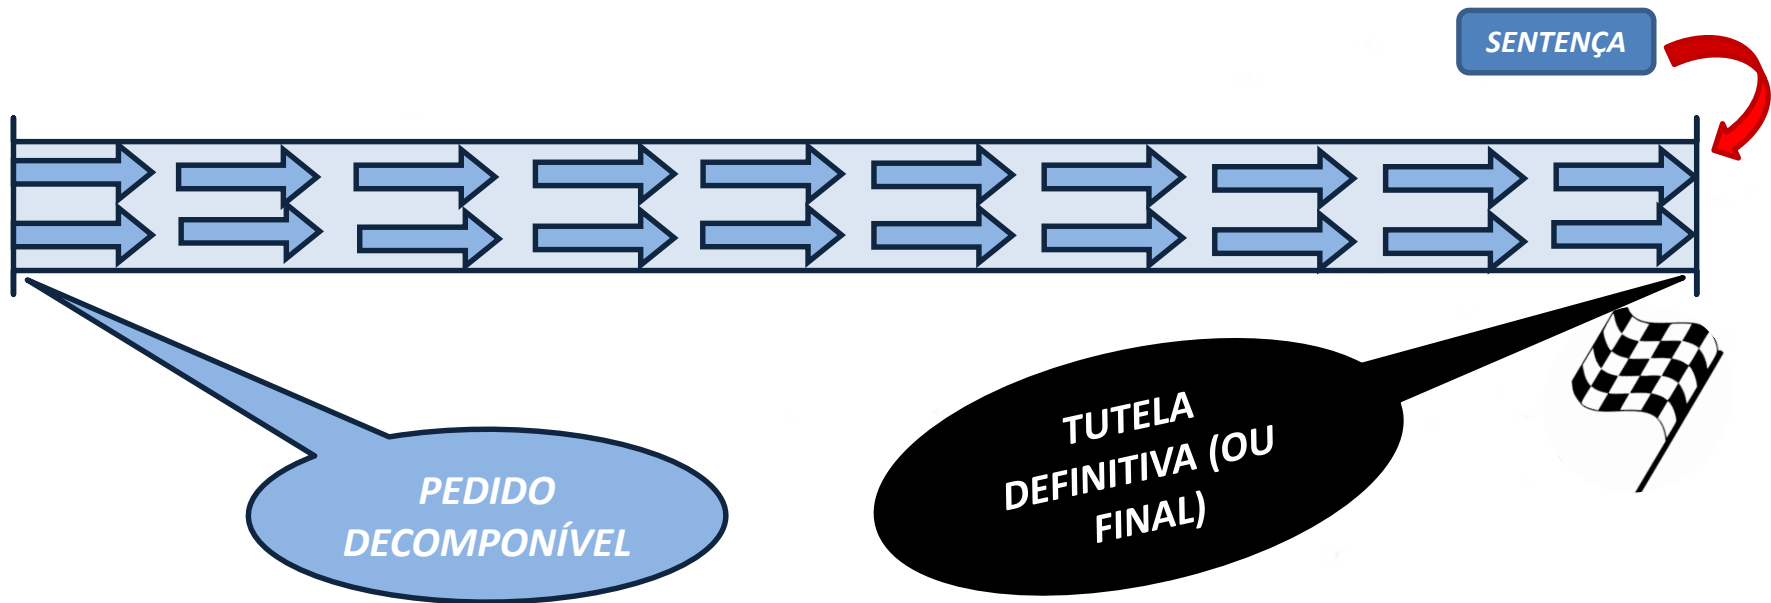 SENTENÇA
PEDIDO
DECOMPONÍVEL
TUTELA
DEFINITIVA (OU
FINAL)